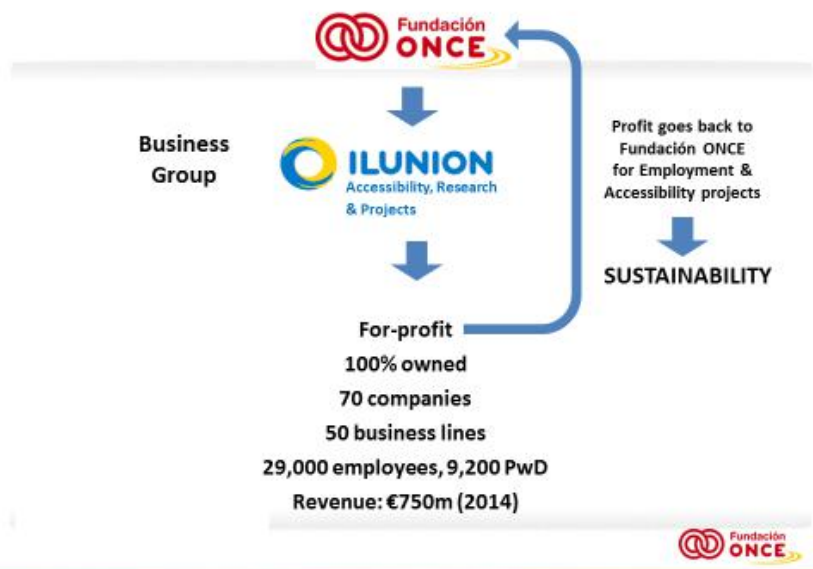 Fundación
ONCE
Business
Group
ILUNION
Accessibility, Research
& Projects
Profit goes back to
Fundación ONCE
for Employment &
Accessibility projects
SUSTAINABILITY
For-profit
100% owned
70 companies
50 business lines
29,000 employees, 9,200 PwD
Revenue: €750m (2014)
Fundación
ONCE